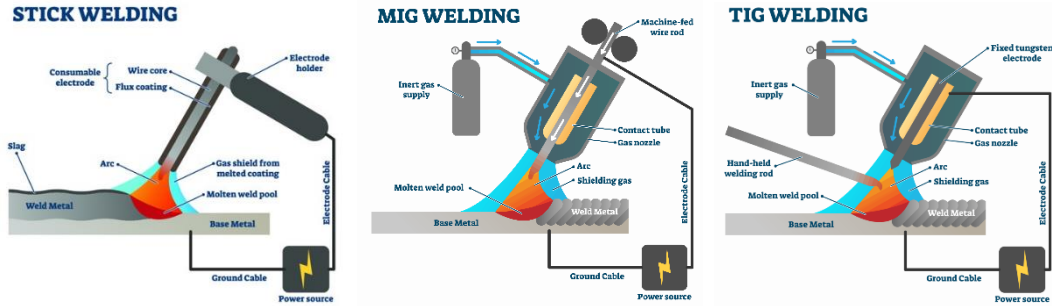 STICK WELDING
Electrode
holder
Consumable
electrode
Wire core
Flux coating
Slag
Arc
Gas shield from
melted coating
Molten weld pool
Weld Metal
Base Metal
Electrode Cable
Ground Cable
Power source
MIG WELDING
Machine-fed
wire rod
Inert gas
supply
Contact tube
Gas nozzle
Arc
Shielding gas
Molten weld pool
Weld Metal
Base Metal
Electrode Cable
Ground Cable
Power source
TIG WELDING
Fixed tungsten
electrode
Inert gas
supply
Contact tube
Gas nozzle
Hand-held
welding rod
Arc
Shielding gas
Molten weld pool
Weld Metal
Base Metal
Electrode Cable
Ground Cable
Power source